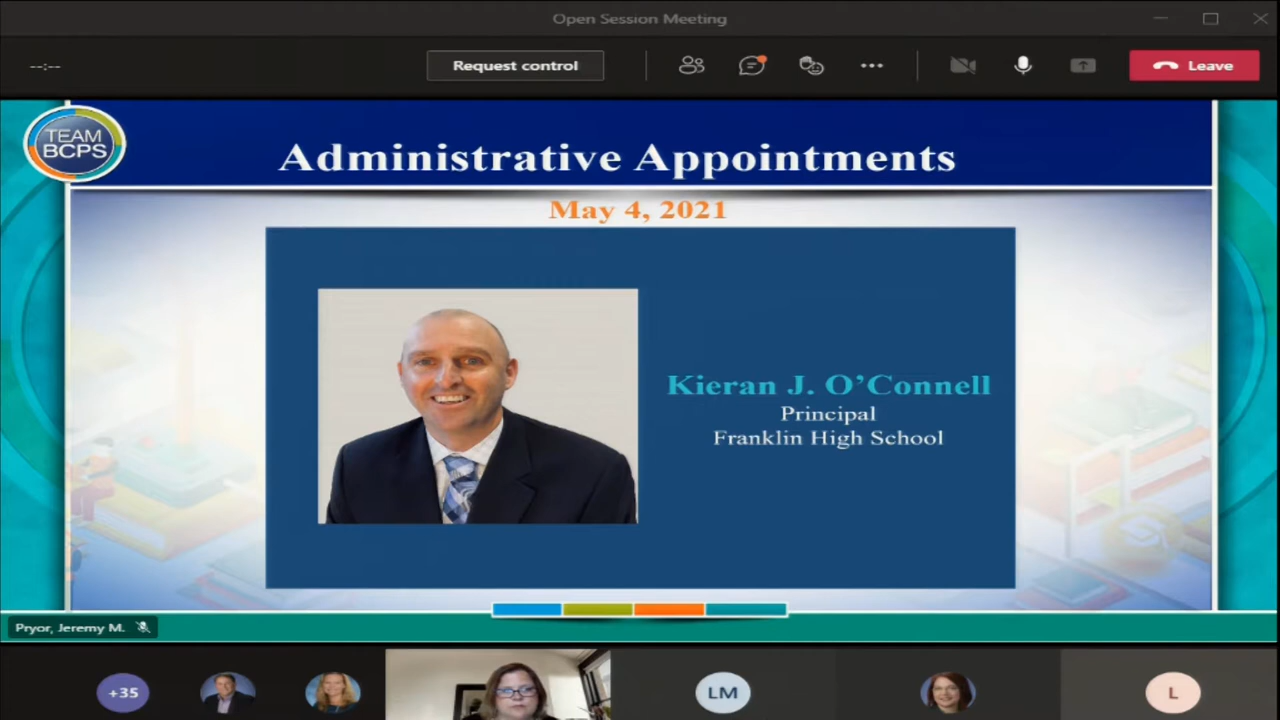 Open Session Meeting
--:--
Request control
Leave
TEAM
BCPS
Administrative Appointments
May 4, 2021
Kieran J. O’Connell
Principal
Franklin High School
Pryor, Jeremy M.
+35
LM
L